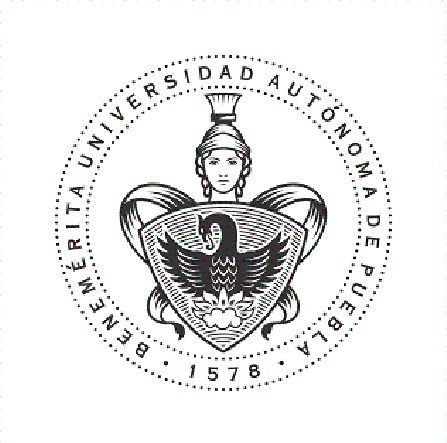 BENEMÉRITA UNIVERSIDAD AUTÓNOMA DE PUEBLA
· 1578 ·